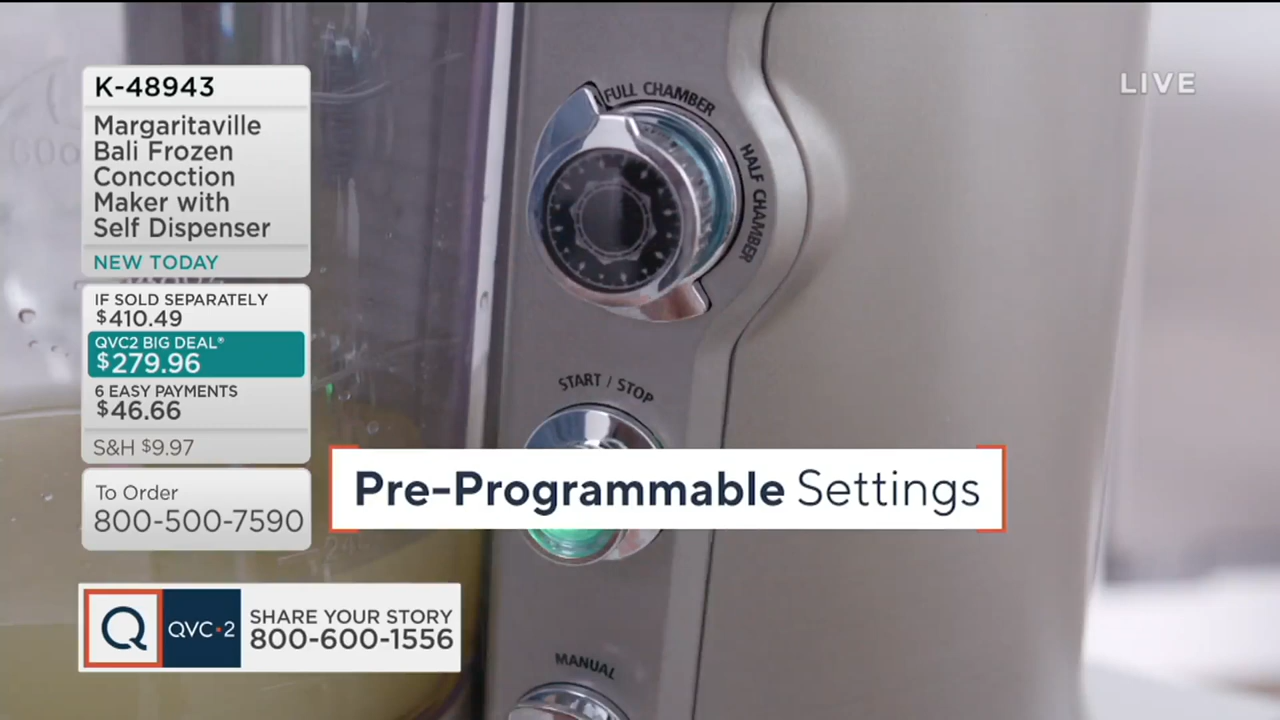 K-48943
Margaritaville
Bali Frozen
Concoction
Maker with
Self Dispenser
NEW TODAY
IF SOLD SEPARATELY
$410.49
QVC2 BIG DEAL®
$279.96
6 EASY PAYMENTS
$46.66
S&H $9.97
To Order
800-500-7590
Q QVC•2
SHARE YOUR STORY
800-600-1556
LIVE
FULL CHAMBER
HALF CHAMBER
START / STOP
Pre-Programmable Settings
MANUAL